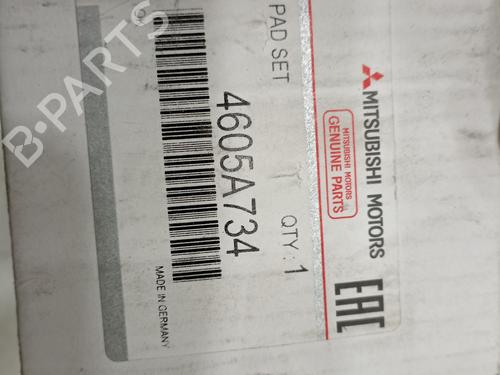 MITSUBISHI MOTORS
MITSUBISHI MOTORS
GENUINE PARTS
EAC
PAD SET
QTY: 1
4605A734
MADE IN GERMANY
B-PARTS